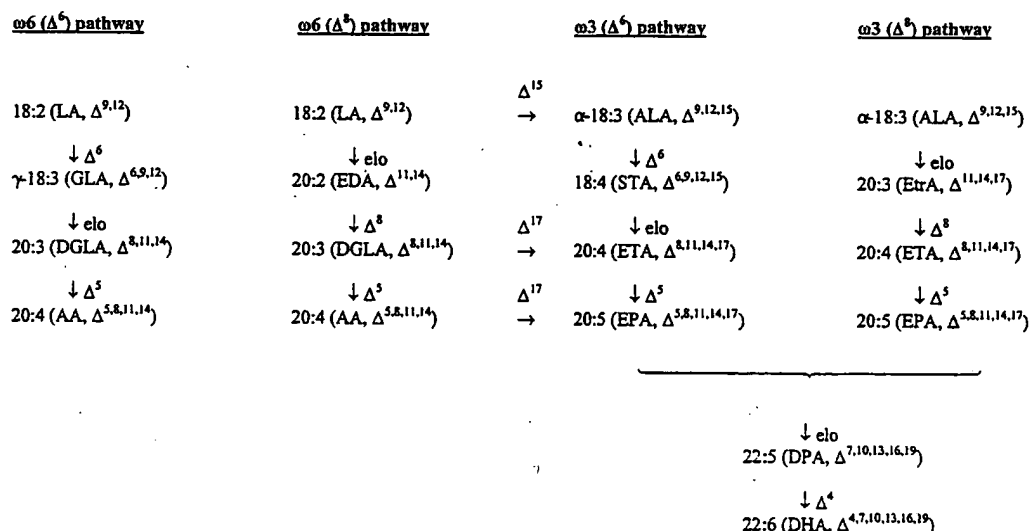 ω6 (Δ⁶) pathway ω6 (Δ⁸) pathway ω3 (Δ⁶) pathway ω3 (Δ⁸) pathway
Δ¹⁵
18:2 (LA, Δ⁹,¹²) 18:2 (LA, Δ⁹,¹²) → α-18:3 (ALA, Δ⁹,¹²,¹⁵) α-18:3 (ALA, Δ⁹,¹²,¹⁵)
↓ Δ⁶ ↓ elo ↓ Δ⁶ ↓ elo
γ-18:3 (GLA, Δ⁶,⁹,¹²) 20:2 (EDA, Δ¹¹,¹⁴) 18:4 (STA, Δ⁶,⁹,¹²,¹⁵) 20:3 (EtrA, Δ¹¹,¹⁴,¹⁷)
↓ elo ↓ Δ⁸ Δ¹⁷ ↓ elo ↓ Δ⁸
20:3 (DGLA, Δ⁸,¹¹,¹⁴) 20:3 (DGLA, Δ⁸,¹¹,¹⁴) → 20:4 (ETA, Δ⁸,¹¹,¹⁴,¹⁷) 20:4 (ETA, Δ⁸,¹¹,¹⁴,¹⁷)
↓ Δ⁵ ↓ Δ⁵ Δ¹⁷ ↓ Δ⁵ ↓ Δ⁵
20:4 (AA, Δ⁵,⁸,¹¹,¹⁴) 20:4 (AA, Δ⁵,⁸,¹¹,¹⁴) → 20:5 (EPA, Δ⁵,⁸,¹¹,¹⁴,¹⁷) 20:5 (EPA, Δ⁵,⁸,¹¹,¹⁴,¹⁷)
↓ elo
22:5 (DPA, Δ⁷,¹⁰,¹³,¹⁶,¹⁹)
↓ Δ⁴
22:6 (DHA, Δ⁴,⁷,¹⁰,¹³,¹⁶,¹⁹)